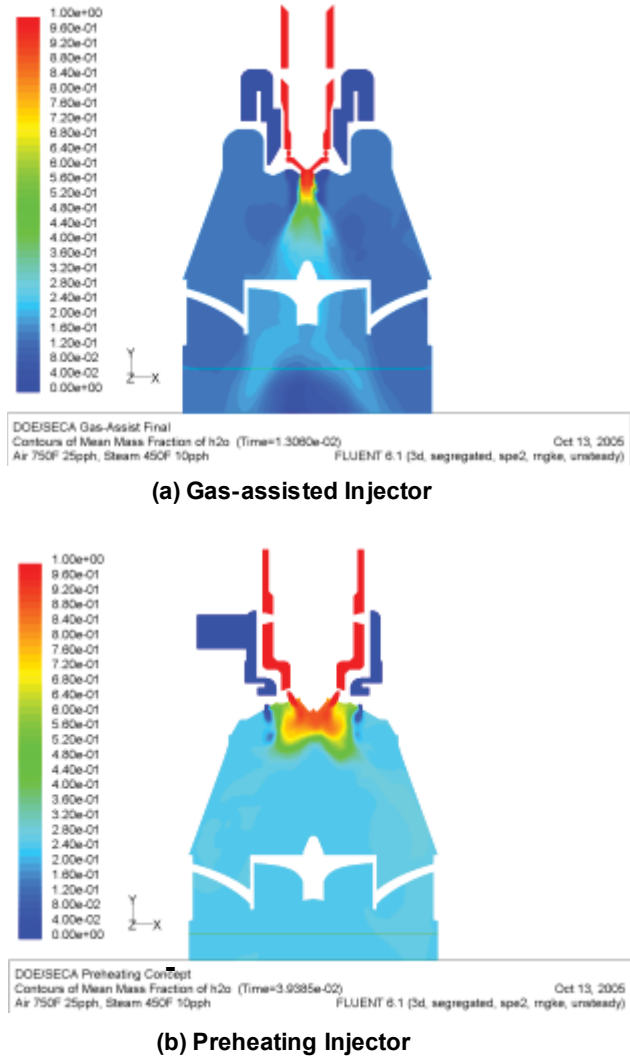 1.00e+00
9.60e-01
9.20e-01
8.80e-01
8.40e-01
8.00e-01
7.60e-01
7.20e-01
6.80e-01
6.40e-01
6.00e-01
5.60e-01
5.20e-01
4.80e-01
4.40e-01
4.00e-01
3.60e-01
3.20e-01
2.80e-01
2.40e-01
2.00e-01
1.60e-01
1.20e-01
8.00e-02
4.00e-02
0.00e+00
Y
Z X
DOE/SECA Gas-Assist Final
Contours of Mean Mass Fraction of h2o (Time=1.3060e-02) Oct 13, 2005
Air 750F 25pph, Steam 450F 10pph FLUENT 6.1 (3d, segregated, spe2, rngke, unsteady)
(a) Gas-assisted Injector
1.00e+00
9.60e-01
9.20e-01
8.80e-01
8.40e-01
8.00e-01
7.60e-01
7.20e-01
6.80e-01
6.40e-01
6.00e-01
5.60e-01
5.20e-01
4.80e-01
4.40e-01
4.00e-01
3.60e-01
3.20e-01
2.80e-01
2.40e-01
2.00e-01
1.60e-01
1.20e-01
8.00e-02
4.00e-02
0.00e+00
Y
Z X
DOE/SECA Preheating Concept
Contours of Mean Mass Fraction of h2o (Time=3.9385e-02) Oct 13, 2005
Air 750F 25pph, Steam 450F 10pph FLUENT 6.1 (3d, segregated, spe2, rngke, unsteady)
(b) Preheating Injector